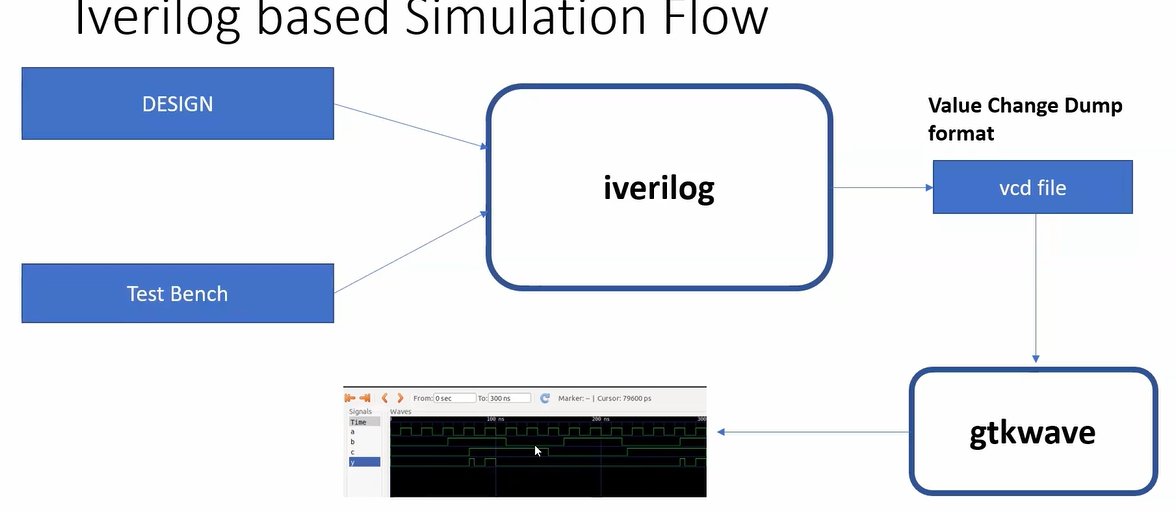 Iverilog based Simulation Flow
DESIGN
Test Bench
iverilog
Value Change Dump
format
vcd file
gtkwave
From: 0 sec To: 300 ns Marker: -- | Cursor: 79600 ps
Signals Waves
Time 100 ns 200 ns 300
a
b
c
y